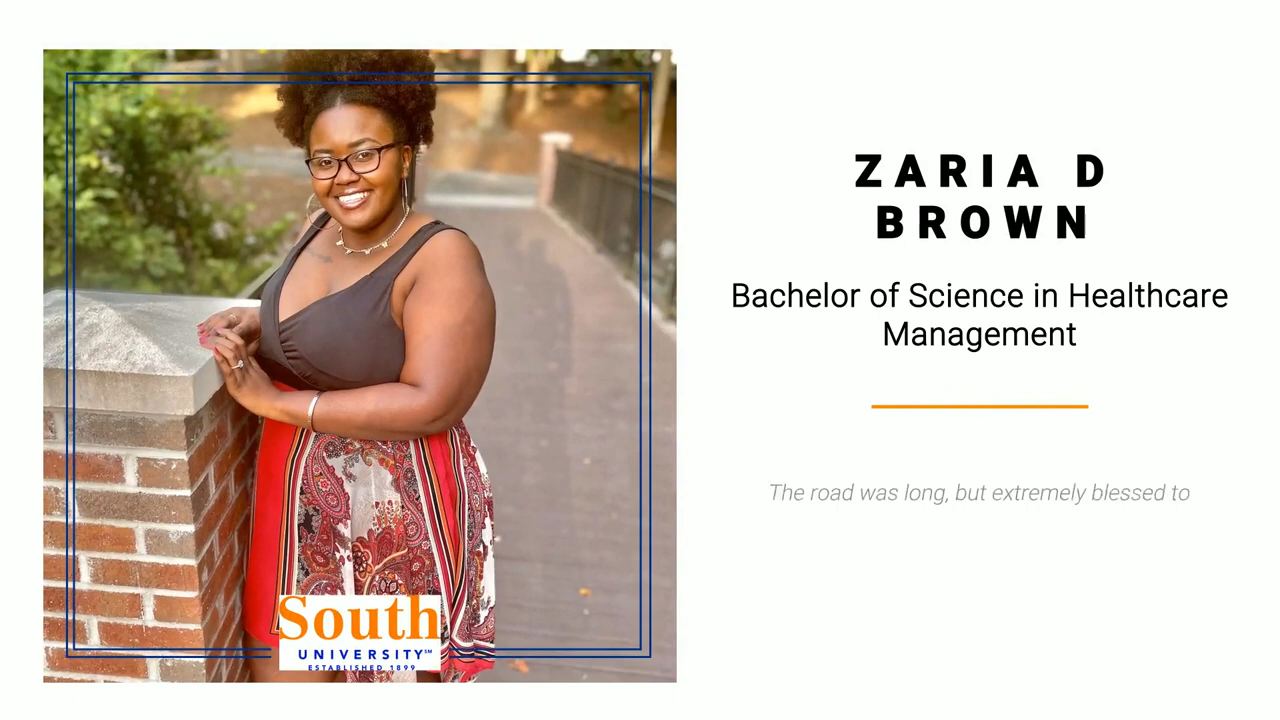 ZARIA D
BROWN
Bachelor of Science in Healthcare
Management
The road was long, but extremely blessed to
South
UNIVERSITY℠
ESTABLISHED 1899